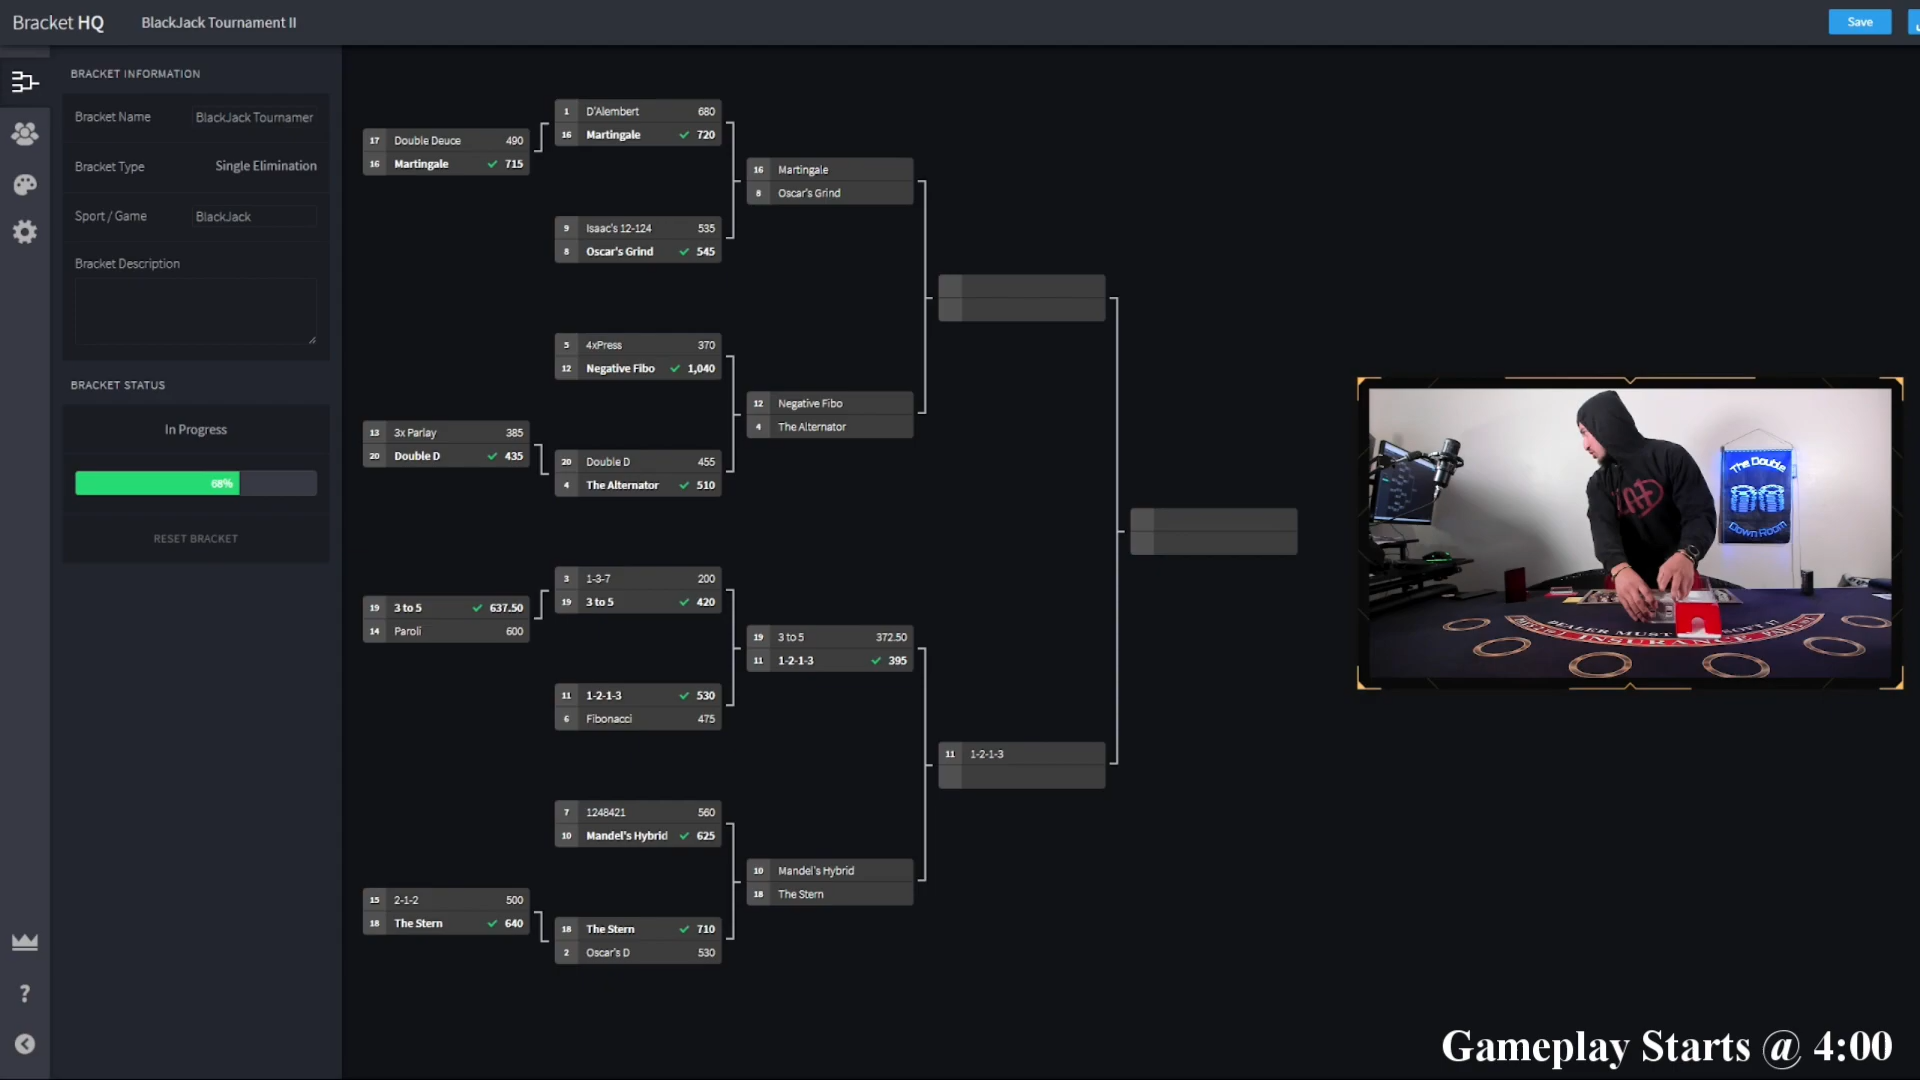 Bracket HQ
BlackJack Tournament II
Save
BRACKET INFORMATION
Bracket Name
BlackJack Tournamer
Bracket Type
Single Elimination
Sport / Game
BlackJack
Bracket Description
BRACKET STATUS
In Progress
68%
RESET BRACKET
17 Double Deuce 490
16 Martingale 715
13 3x Parlay 385
20 Double D 435
19 3 to 5 637.50
14 Paroli 600
15 2-1-2 500
18 The Stern 640
1 D'Alembert 680
16 Martingale 720
9 Isaac's 12-124 535
8 Oscar's Grind 545
5 4xPress 370
12 Negative Fibo 1,040
20 Double D 455
4 The Alternator 510
3 1-3-7 200
19 3 to 5 420
11 1-2-1-3 530
6 Fibonacci 475
7 1248421 560
10 Mandel's Hybrid 625
18 The Stern 710
2 Oscar's D 530
16 Martingale
8 Oscar's Grind
12 Negative Fibo
4 The Alternator
19 3 to 5 372.50
11 1-2-1-3 395
10 Mandel's Hybrid
18 The Stern
11 1-2-1-3
The Double
Down Room
DEALER MUST
SOFT 17
INSURANCE
?
Gameplay Starts @ 4:00